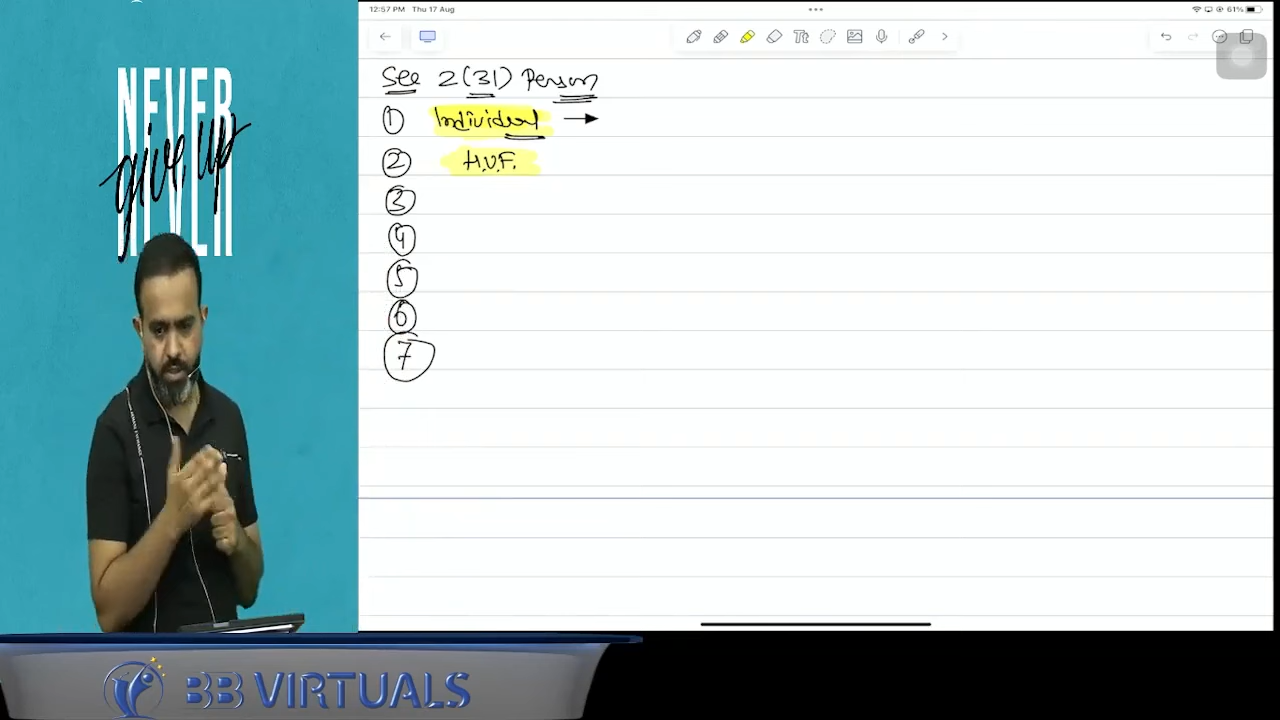 12:57 PM Thu 17 Aug
61%
NEVER
give up
NEVER
See 2(31) Person
1 Individual →
2 H.U.F.
3
4
5
6
7
BB VIRTUALS